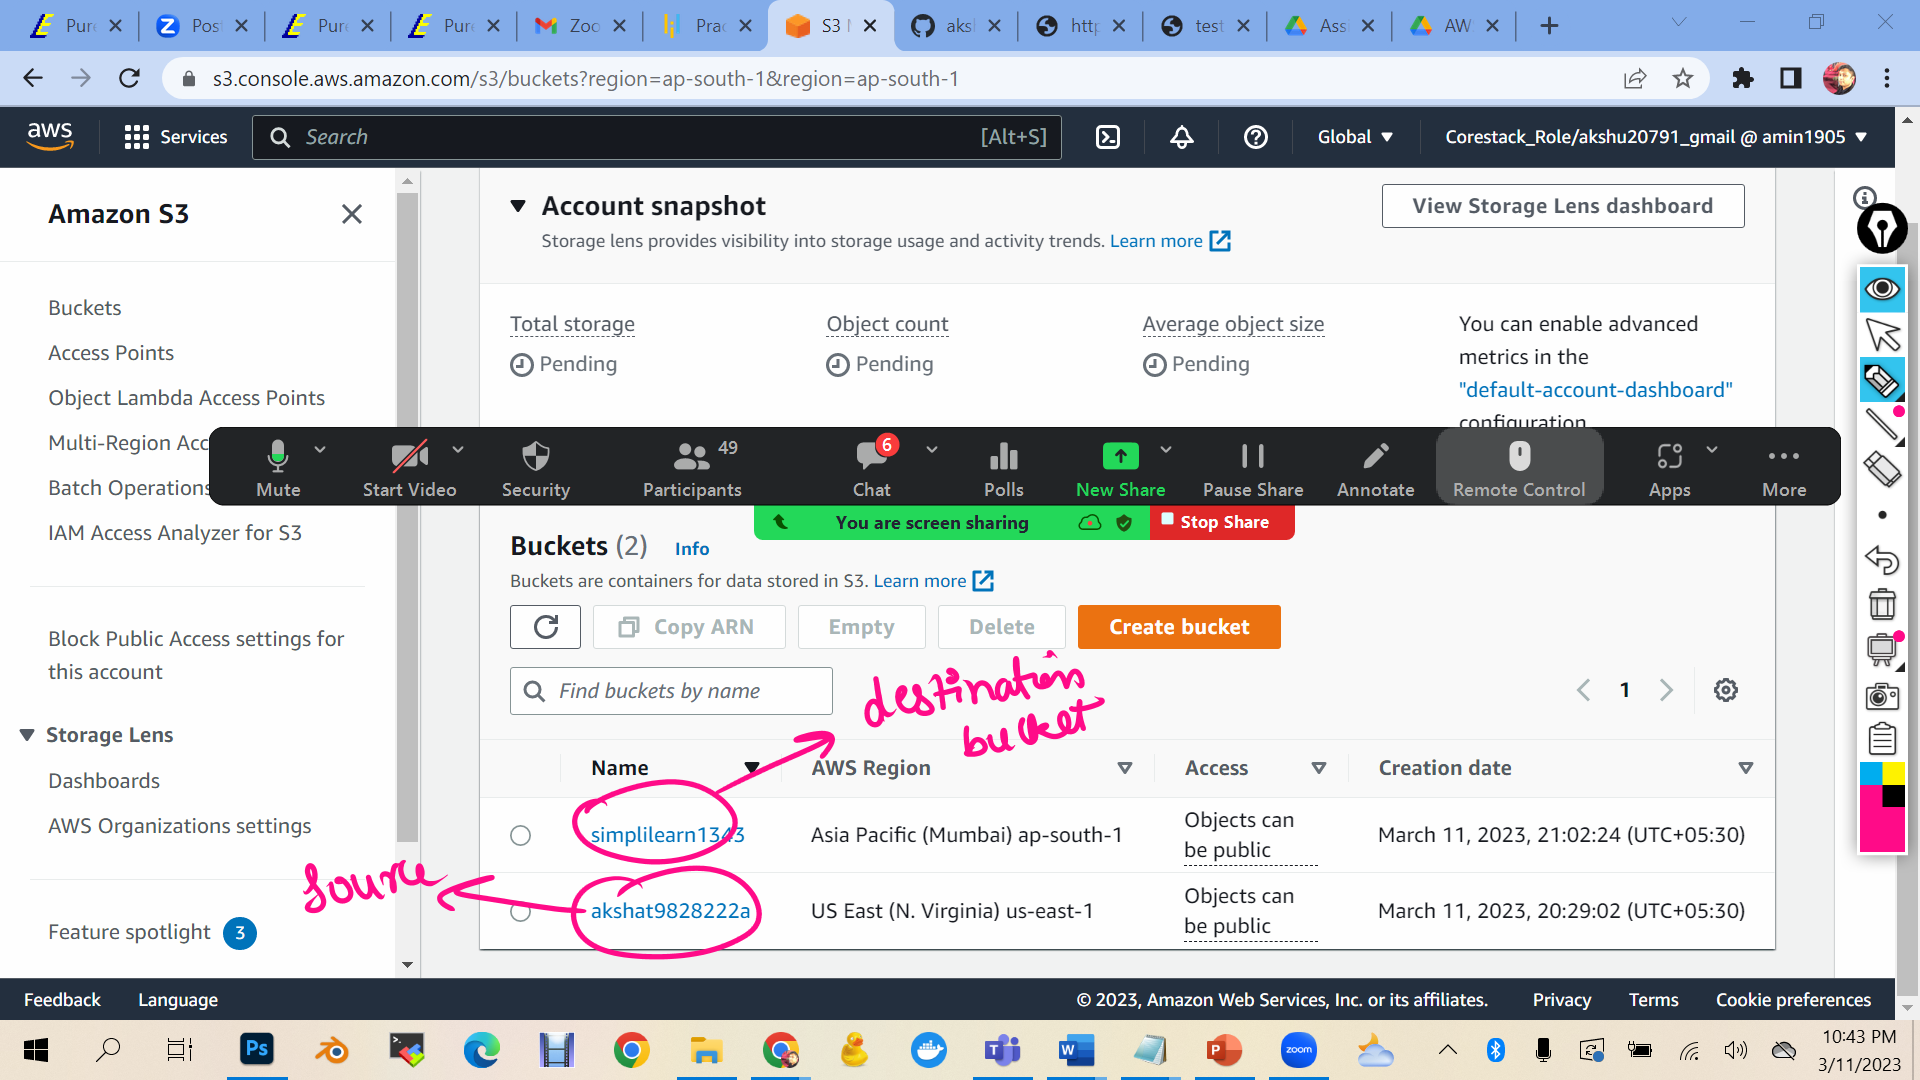 Pure
Pos
Pure
Pure
Zoo
Prac
S3 M
aksh
http
test
Assi
AW
s3.console.aws.amazon.com/s3/buckets?region=ap-south-1&region=ap-south-1
aws
Services
Search
[Alt+S]
Global
Corestack_Role/akshu20791_gmail @ amin1905
Amazon S3
Buckets
Access Points
Object Lambda Access Points
Multi-Region Acc
Batch Operations
IAM Access Analyzer for S3
Block Public Access settings for
this account
Storage Lens
Dashboards
AWS Organizations settings
Feature spotlight 3
Account snapshot
View Storage Lens dashboard
Storage lens provides visibility into storage usage and activity trends. Learn more
Total storage
Pending
Object count
Pending
Average object size
Pending
You can enable advanced
metrics in the
"default-account-dashboard"
configuration
Mute
Start Video
Security
49
Participants
6
Chat
Polls
New Share
Pause Share
Annotate
Remote Control
Apps
More
You are screen sharing
Stop Share
Buckets (2) Info
Buckets are containers for data stored in S3. Learn more
Copy ARN
Empty
Delete
Create bucket
Find buckets by name
1
destination
bucket
Name
AWS Region
Access
Creation date
simplilearn1343
Asia Pacific (Mumbai) ap-south-1
Objects can
be public
March 11, 2023, 21:02:24 (UTC+05:30)
Source
akshat9828222a
US East (N. Virginia) us-east-1
Objects can
be public
March 11, 2023, 20:29:02 (UTC+05:30)
Feedback
Language
© 2023, Amazon Web Services, Inc. or its affiliates.
Privacy
Terms
Cookie preferences
Ps
W
P
zoom
10:43 PM
3/11/2023